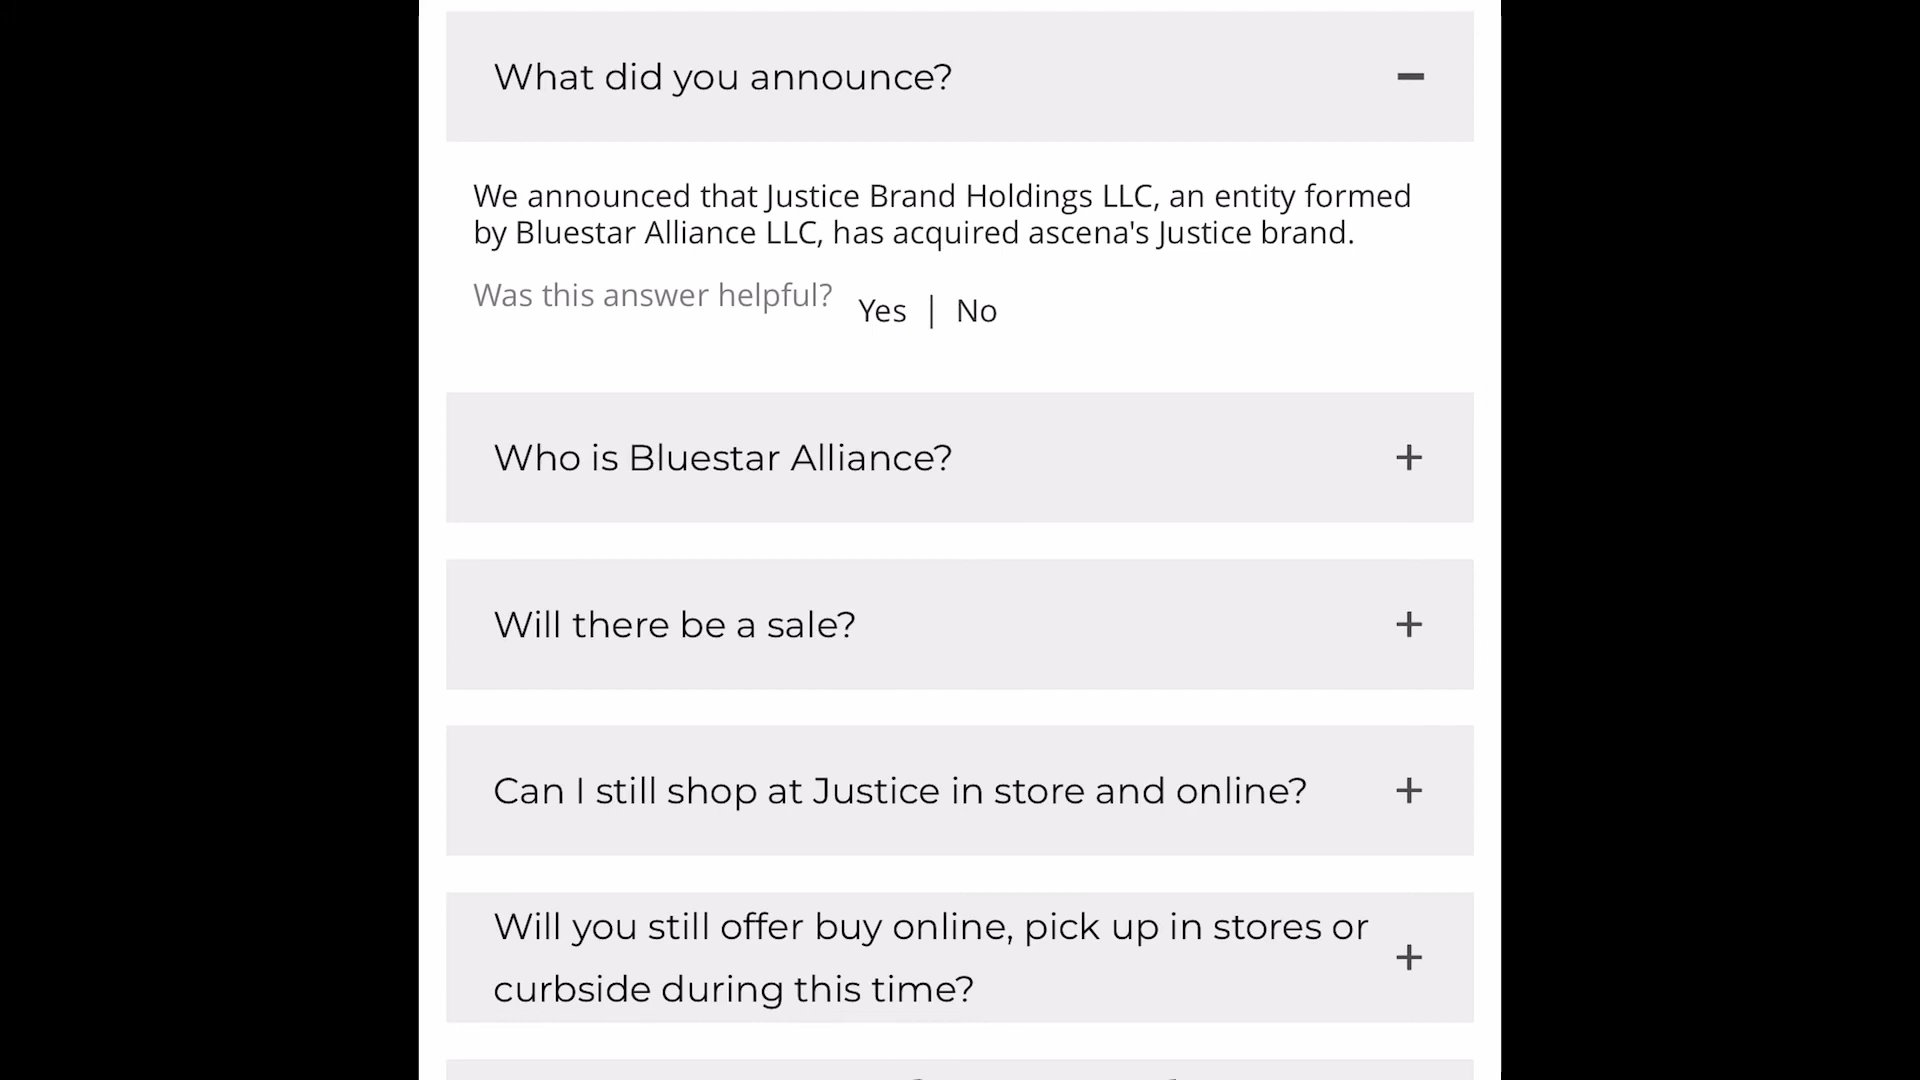 What did you announce?
We announced that Justice Brand Holdings LLC, an entity formed
by Bluestar Alliance LLC, has acquired ascena's Justice brand.
Was this answer helpful? Yes | No
Who is Bluestar Alliance?
Will there be a sale?
Can I still shop at Justice in store and online?
Will you still offer buy online, pick up in stores or
curbside during this time?